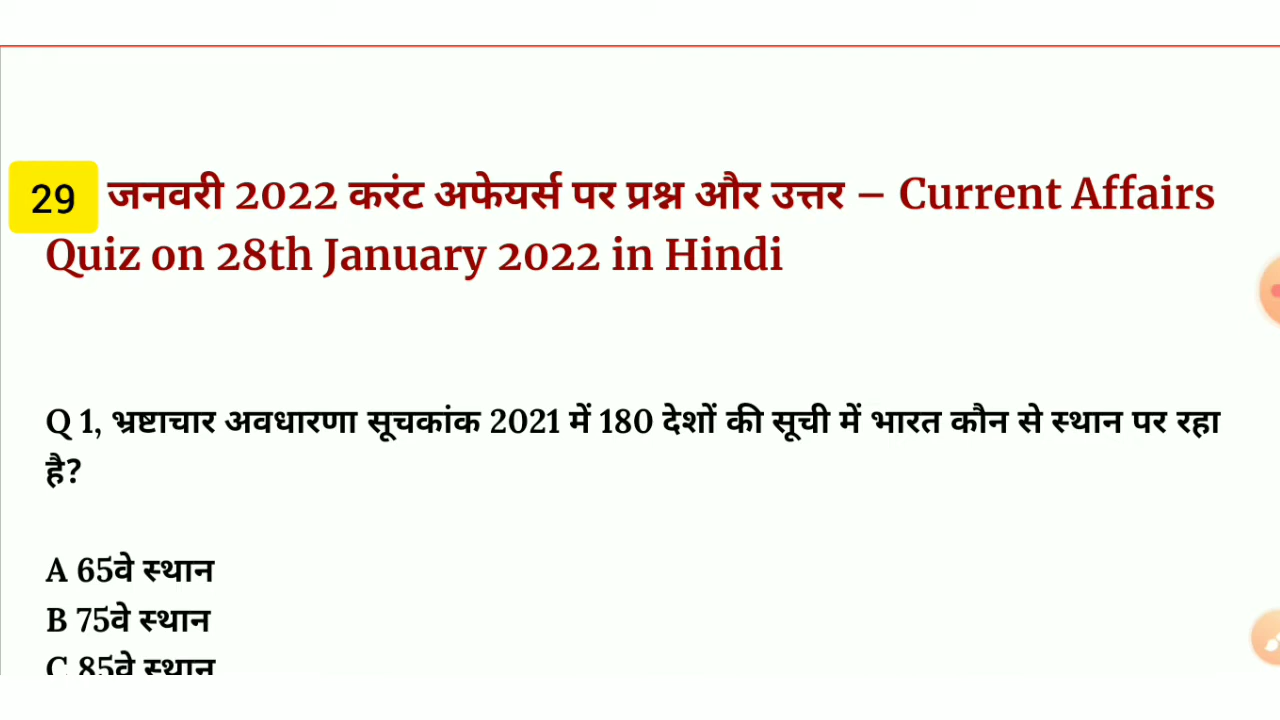 29 जनवरी 2022 करंट अफेयर्स पर प्रश्न और उत्तर – Current Affairs
Quiz on 28th January 2022 in Hindi
Q 1, भ्रष्टाचार अवधारणा सूचकांक 2021 में 180 देशों की सूची में भारत कौन से स्थान पर रहा
है?
A 65वे स्थान
B 75वे स्थान
C 85वे स्थान